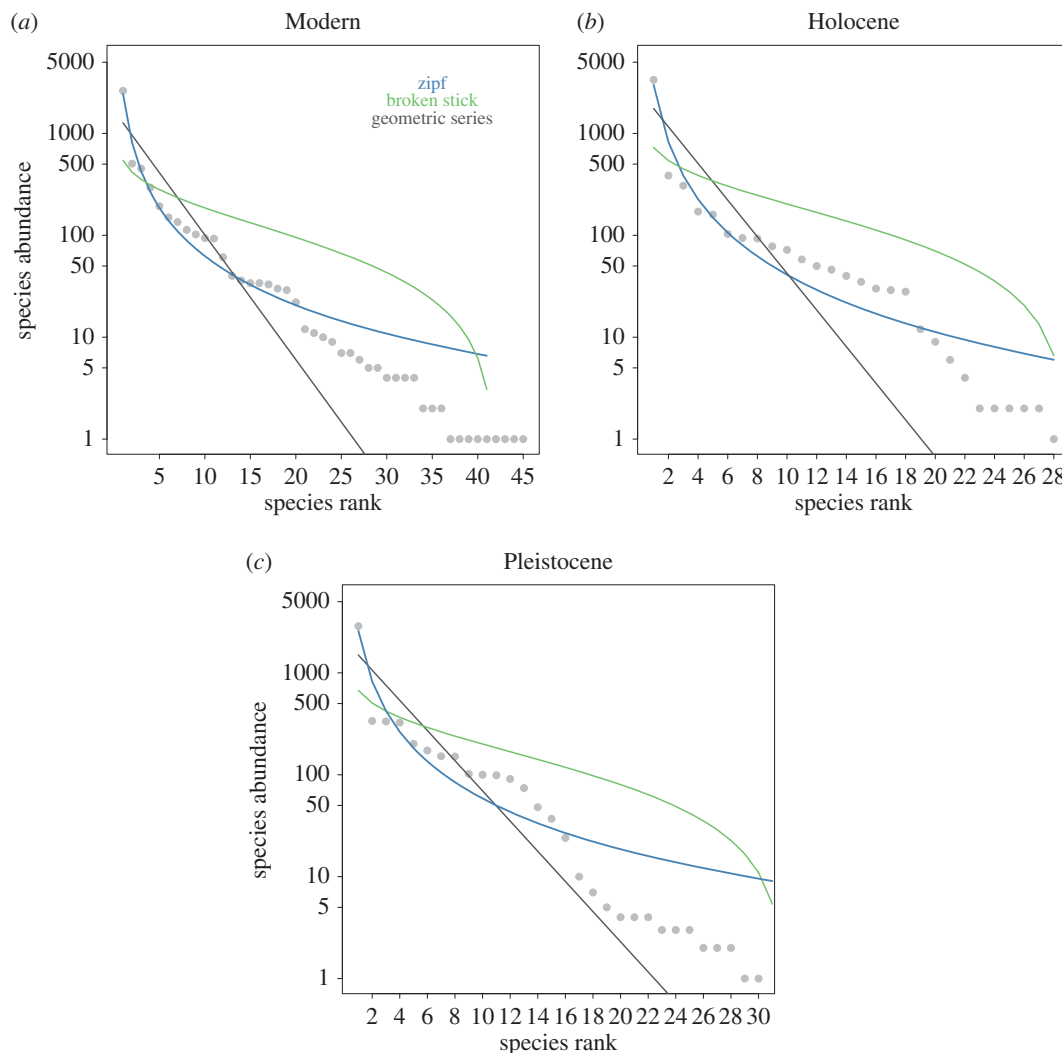 (a) Modern
5000
1000
500
100
50
10
5
1
species abundance
zipf
broken stick
geometric series
5 10 15 20 25 30 35 40 45
species rank
(b) Holocene
5000
1000
500
100
50
10
5
1
species abundance
2 4 6 8 10 12 14 16 18 20 22 24 26 28
species rank
(c) Pleistocene
5000
1000
500
100
50
10
5
1
species abundance
2 4 6 8 10 12 14 16 18 20 22 24 26 28 30
species rank